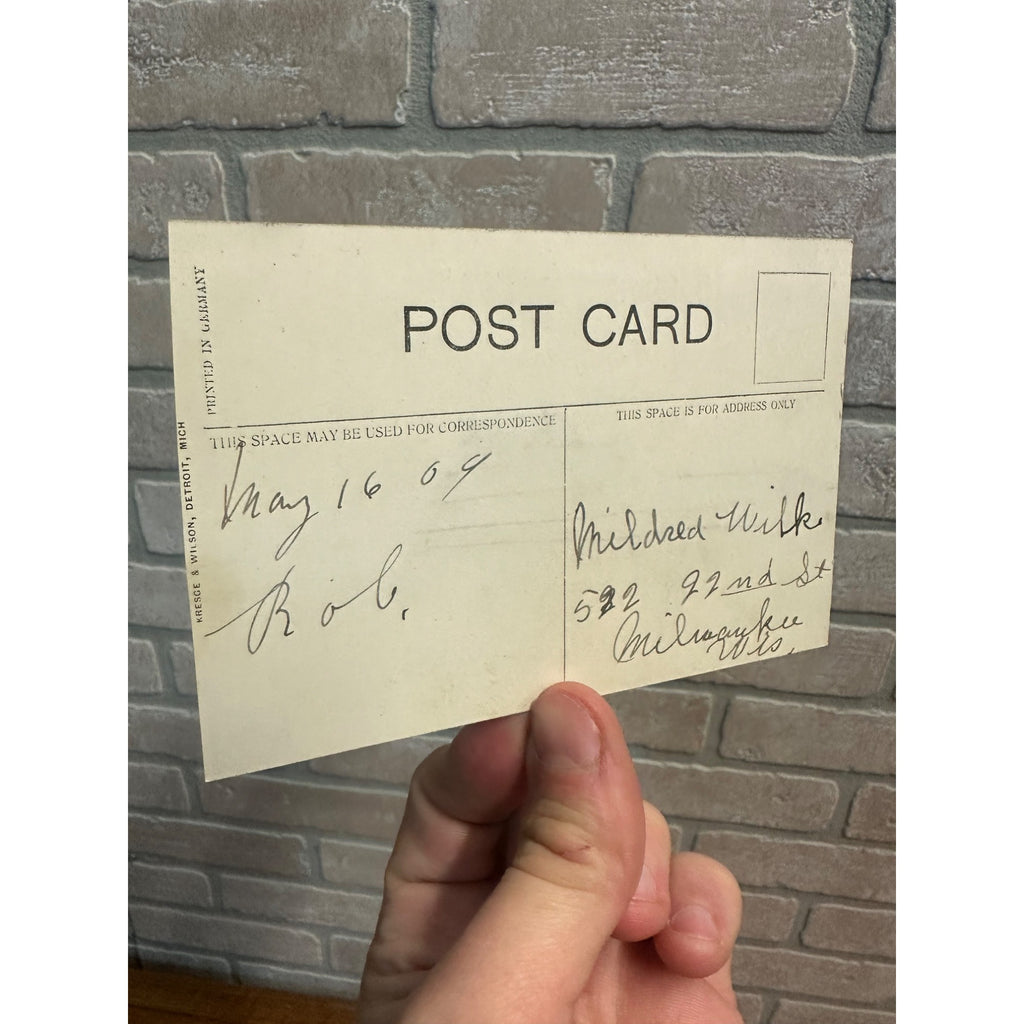 PRINTED IN GERMANY
POST CARD
KRESGE & WILSON, DETROIT, MICH
THIS SPACE MAY BE USED FOR CORRESPONDENCE
May 16 09
Rob.
THIS SPACE IS FOR ADDRESS ONLY
Mildred Wilk
22nd St
Milwaukee
Wis.